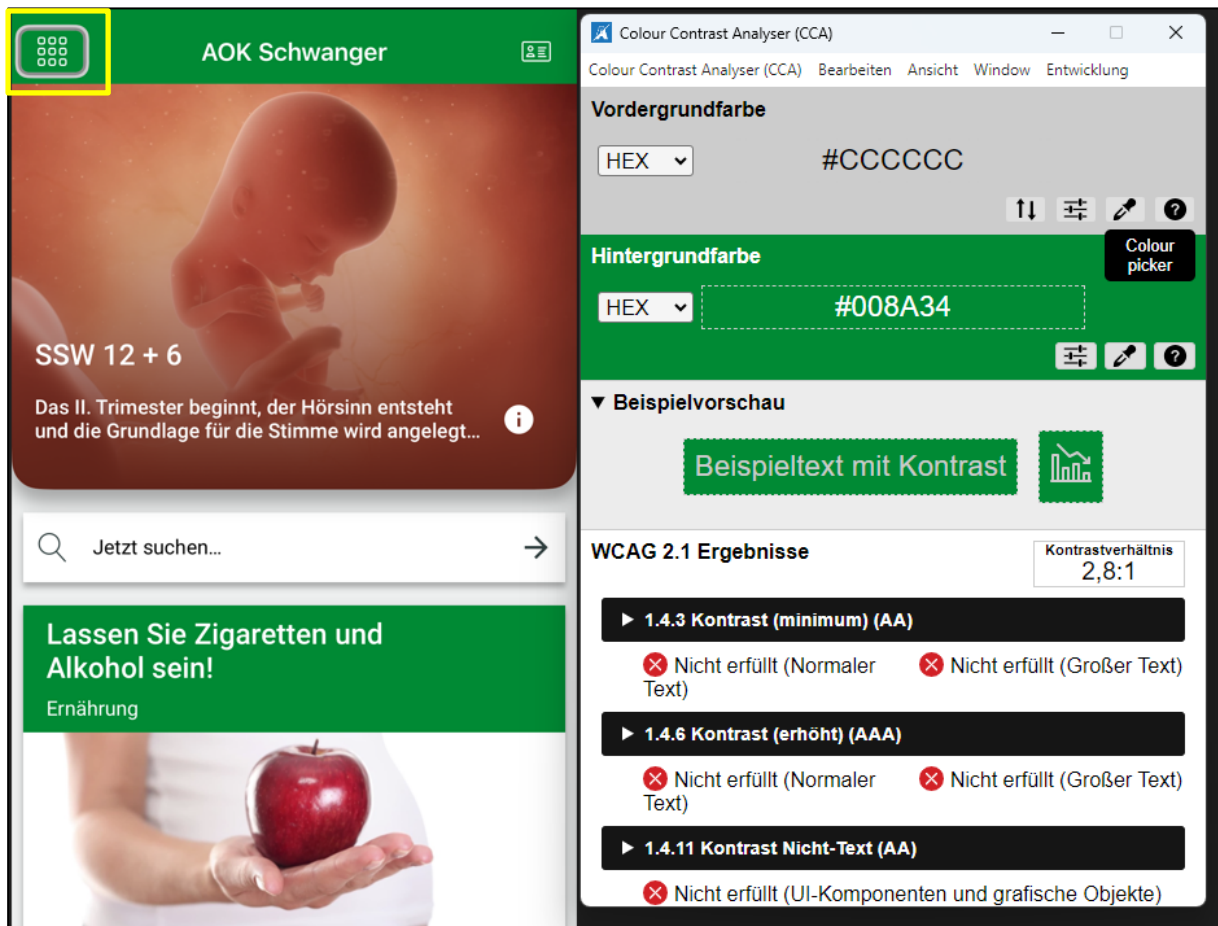 AOK Schwanger
SSW 12 + 6
Das II. Trimester beginnt, der Hörsinn entsteht
und die Grundlage für die Stimme wird angelegt...
Jetzt suchen...
Lassen Sie Zigaretten und
Alkohol sein!
Ernährung
Colour Contrast Analyser (CCA)
Colour Contrast Analyser (CCA) Bearbeiten Ansicht Window Entwicklung
Vordergrundfarbe
HEX #CCCCCC
Hintergrundfarbe
Colour
picker
HEX #008A34
▼ Beispielvorschau
Beispieltext mit Kontrast
WCAG 2.1 Ergebnisse
Kontrastverhältnis
2,8:1
▶ 1.4.3 Kontrast (minimum) (AA)
Nicht erfüllt (Normaler
Text)
Nicht erfüllt (Großer Text)
▶ 1.4.6 Kontrast (erhöht) (AAA)
Nicht erfüllt (Normaler
Text)
Nicht erfüllt (Großer Text)
▶ 1.4.11 Kontrast Nicht-Text (AA)
Nicht erfüllt (UI-Komponenten und grafische Objekte)